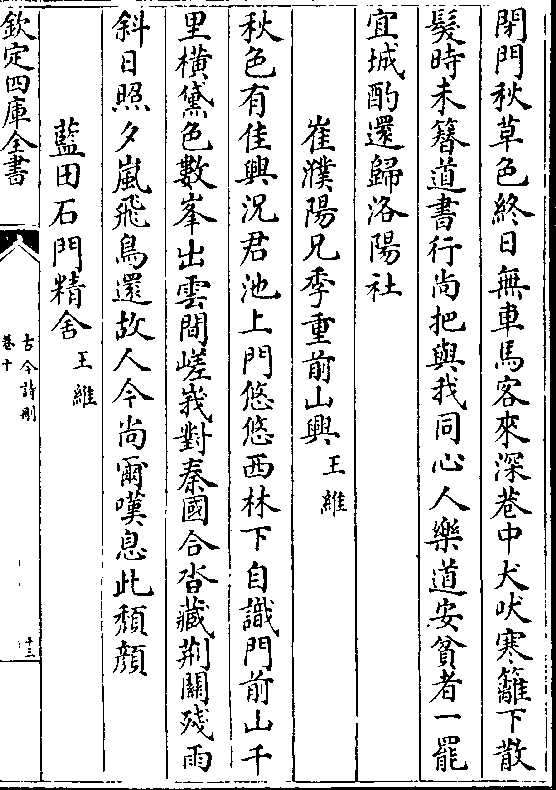 閉門秋草色終日無車馬客來深巷中犬吠寒籬下散
髮時未簮道書行尚把與我同心人樂道安貧者一罷
宜城酌還歸洛陽社
崔濮陽兄季重前山興王維
秋色有佳興況君池上門悠悠西林下自識門前山千
里橫黛色數峯出雲間嵯峩對秦國合沓藏荆關殘雨
斜日照夕嵐飛鳥還故人今尚爾嘆息此頽顔
藍田石門精舍王維
欽定四庫全書
古今詩刪
卷十
十三